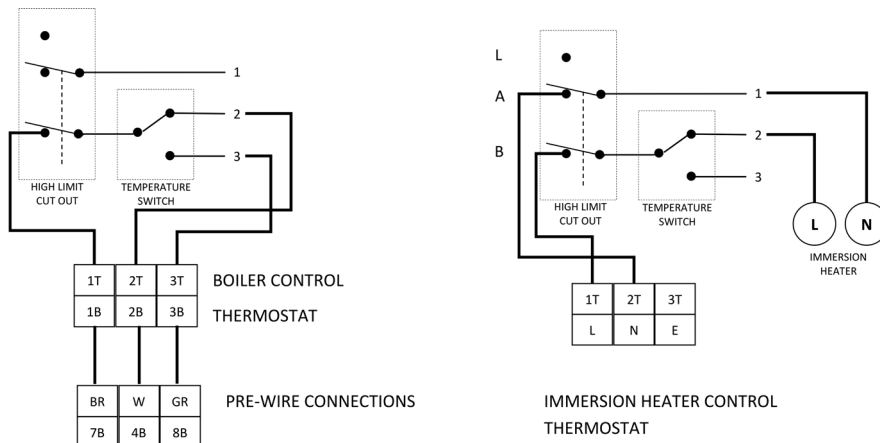 1
2
3
HIGH LIMIT
CUT OUT
TEMPERATURE
SWITCH
1T 2T 3T
1B 2B 3B
BOILER CONTROL
THERMOSTAT
BR W GR
7B 4B 8B
PRE-WIRE CONNECTIONS
L
A
B
1
2
3
HIGH LIMIT
CUT OUT
TEMPERATURE
SWITCH
L N
IMMERSION
HEATER
1T 2T 3T
L N E
IMMERSION HEATER CONTROL
THERMOSTAT